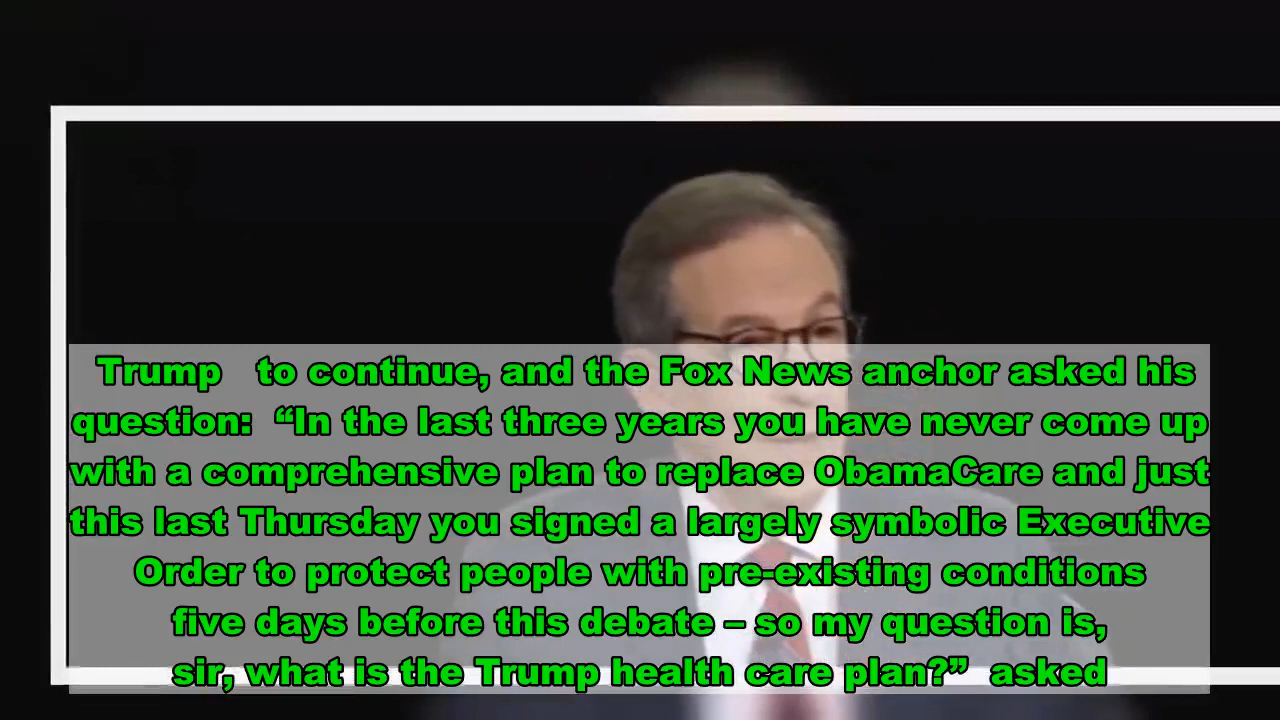 Trump to continue, and the Fox News anchor asked his
question: “In the last three years you have never come up
with a comprehensive plan to replace ObamaCare and just
this last Thursday you signed a largely symbolic Executive
Order to protect people with pre-existing conditions
five days before this debate – so my question is,
sir, what is the Trump health care plan?” asked